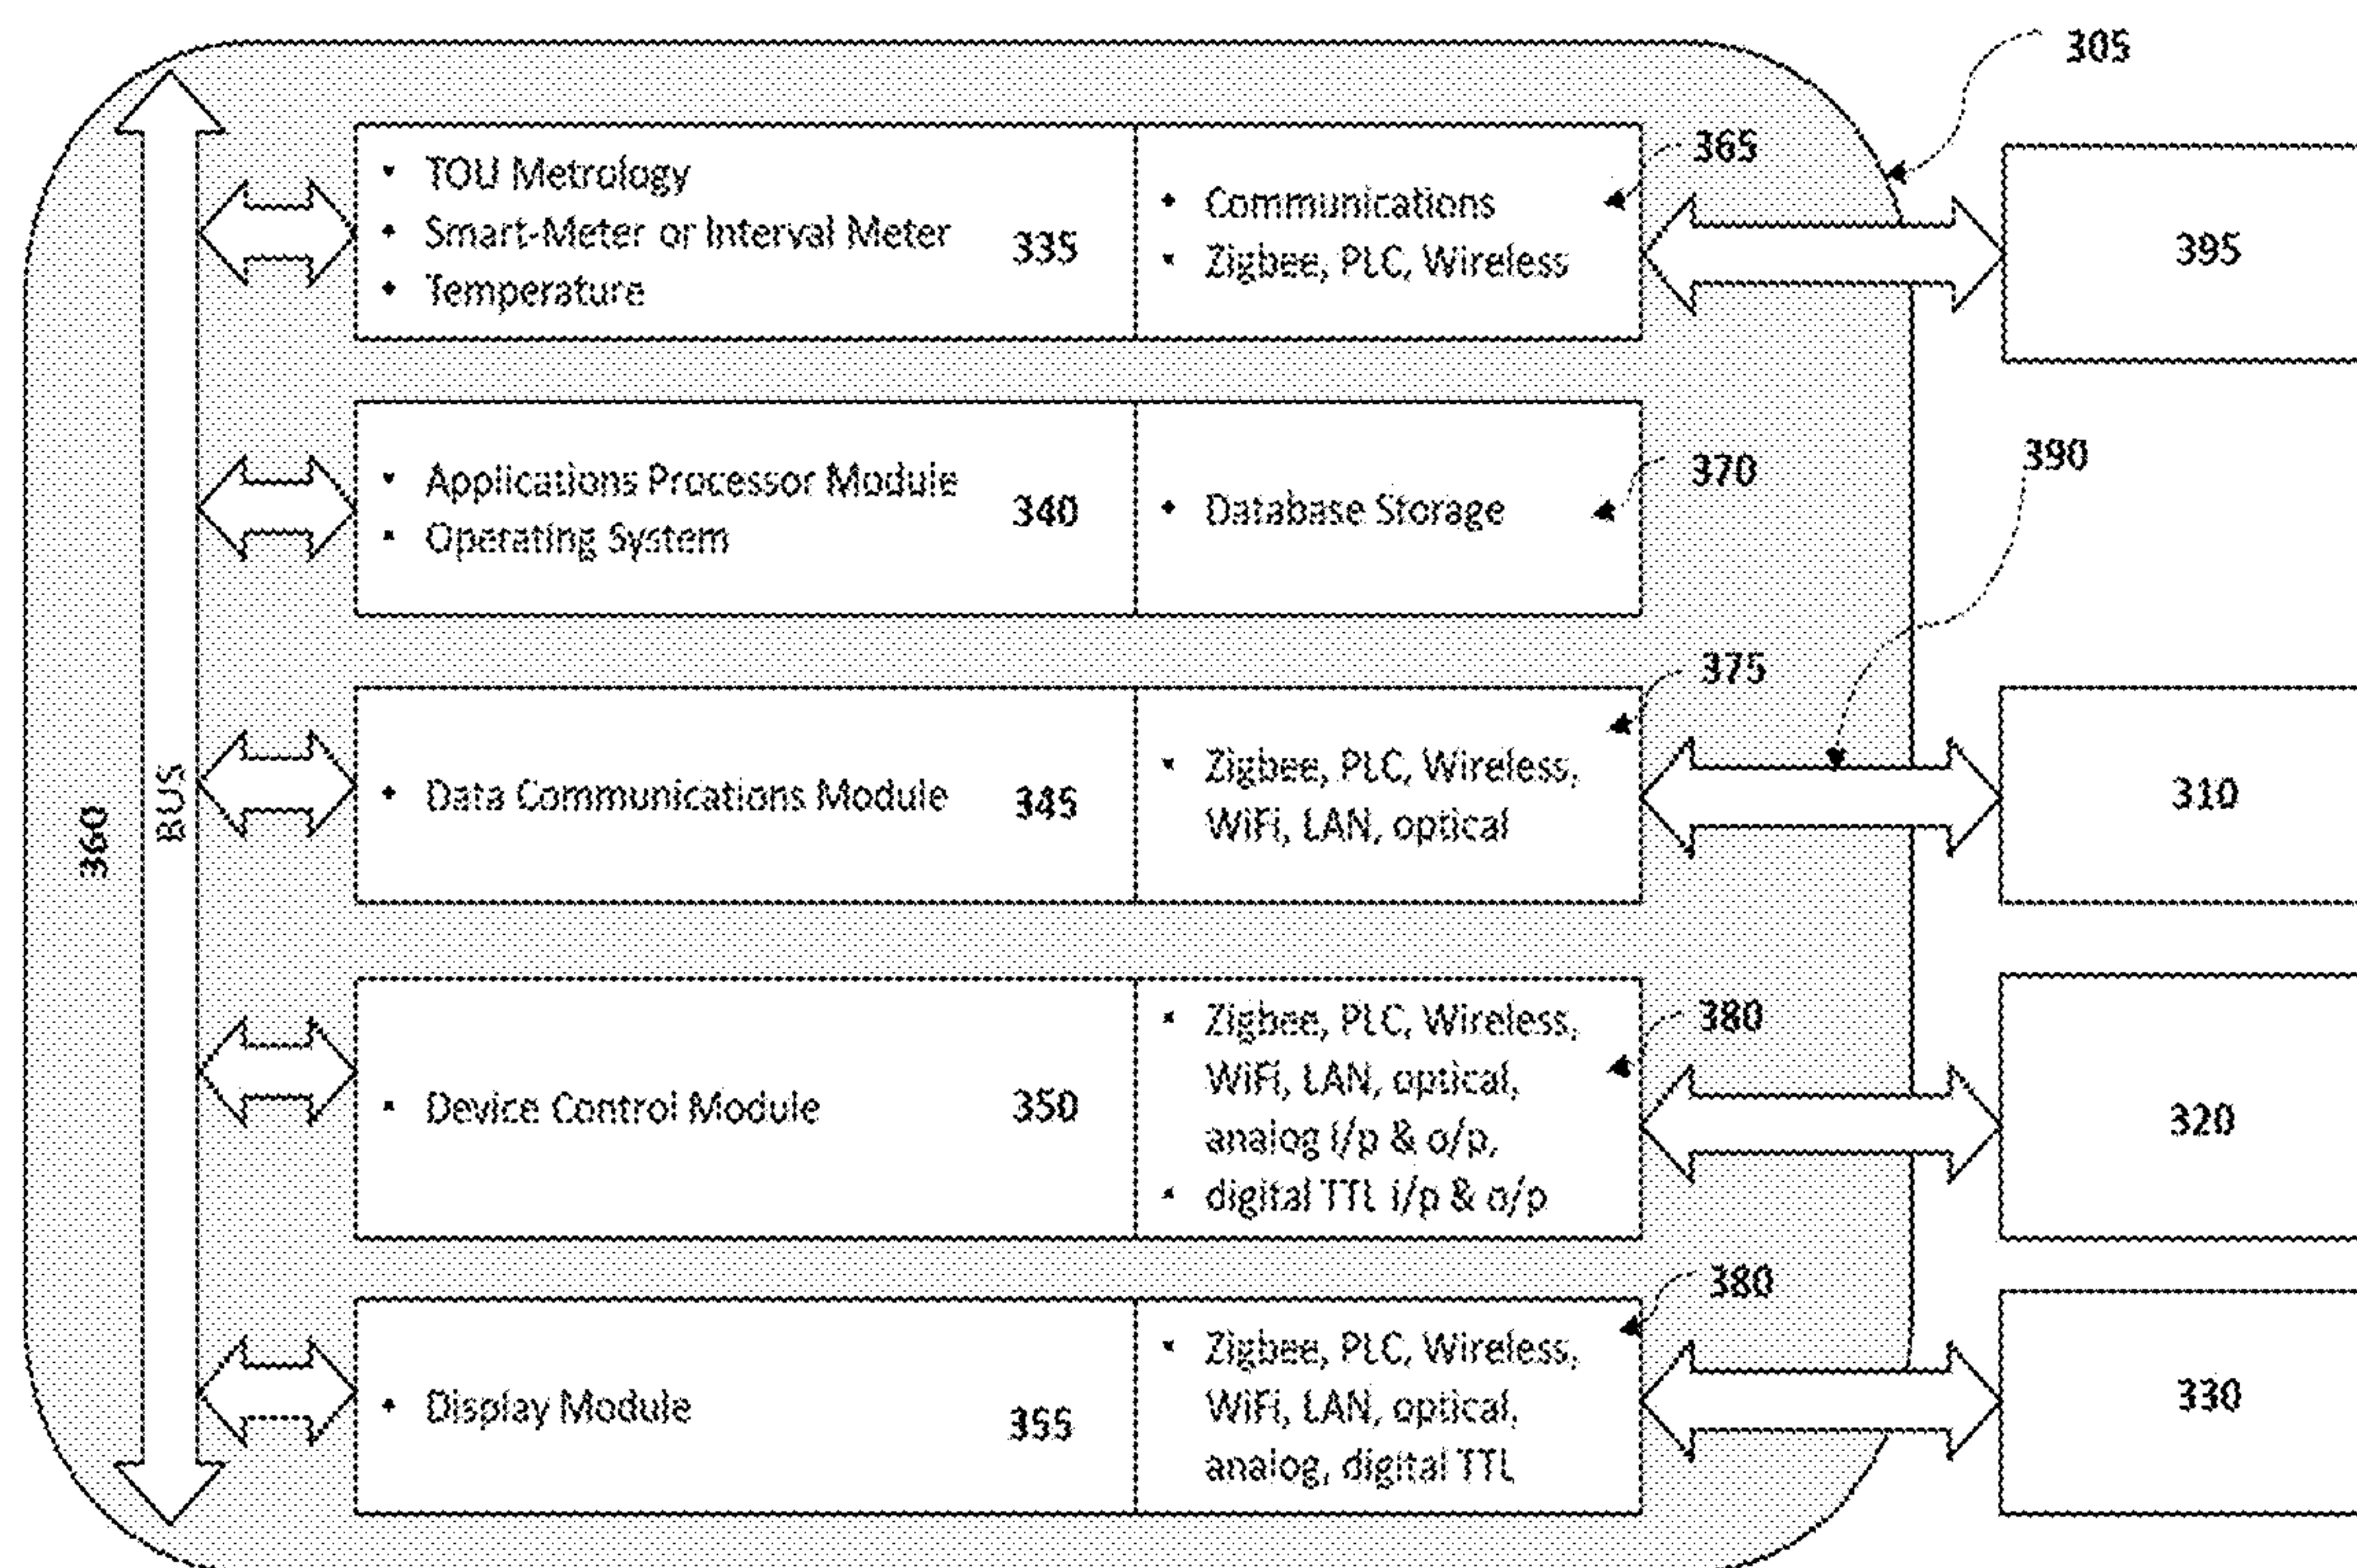 305
365
• TOU Metrology
• Smart-Meter or Interval Meter
• Temperature
335
• Communications
• Zigbee, PLC, Wireless
395
390
370
• Applications Processor Module
• Operating System
340
• Database Storage
375
• Data Communications Module
345
• Zigbee, PLC, Wireless,
WiFi, LAN, optical
310
360
BUS
380
• Device Control Module
350
• Zigbee, PLC, Wireless,
WiFi, LAN, optical,
analog i/p & o/p,
• digital TTL i/p & o/p
320
380
• Display Module
355
• Zigbee, PLC, Wireless,
WiFi, LAN, optical,
analog, digital TTL
330